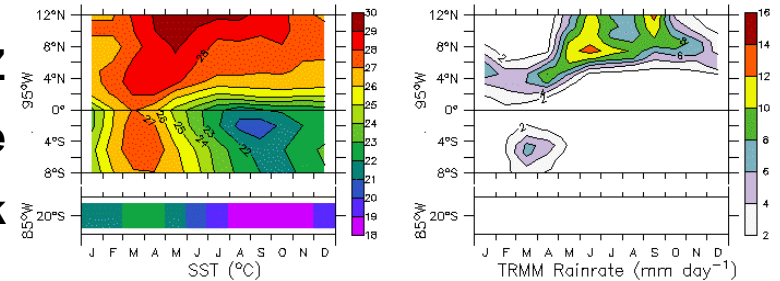 12°N
8°N
4°N
0°
4°S
8°S
95°W
28
27
26
25
24
23
22
30
29
28
27
26
25
24
23
22
21
20
19
18
20°S
85°W
J F M A M J J A S O N D
SST (°C)
12°N
8°N
4°N
0°
4°S
8°S
95°W
2
2
6
2
16
14
12
10
8
6
4
2
20°S
85°W
J F M A M J J A S O N D
TRMM Rainrate (mm day⁻¹)
z
e
k